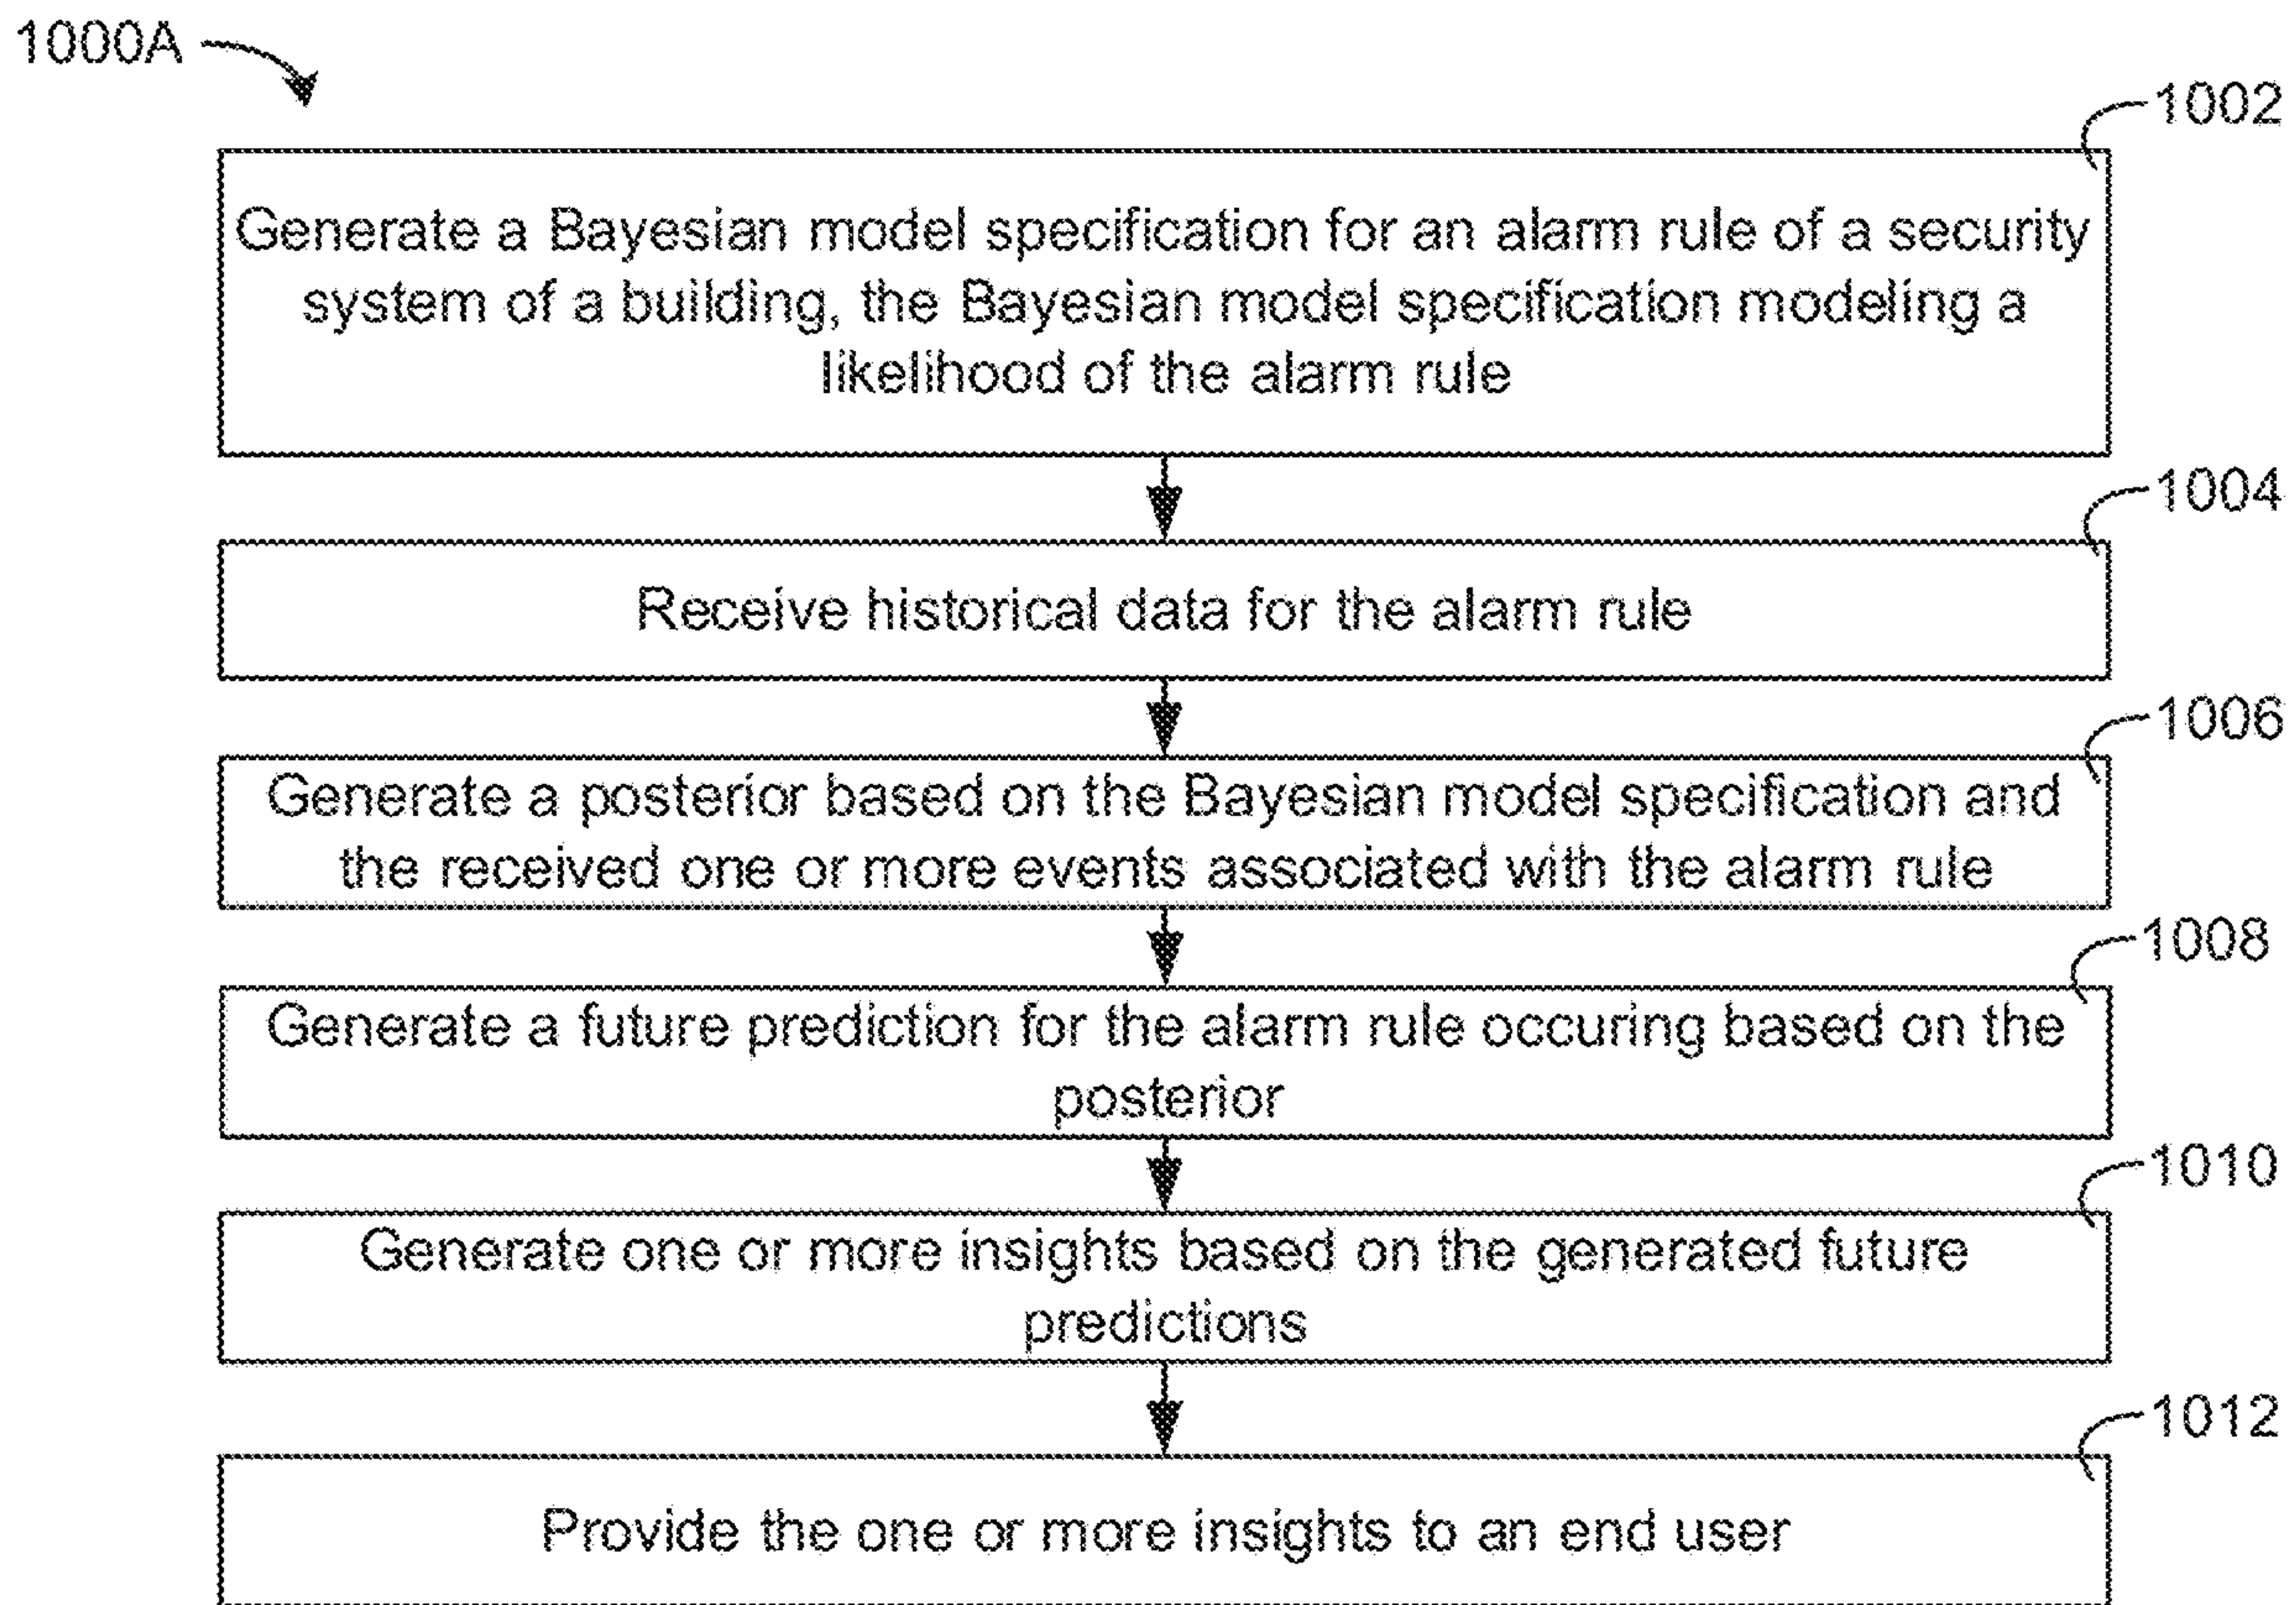 1000A
1002
Generate a Bayesian model specification for an alarm rule of a security
system of a building, the Bayesian model specification modeling a
likelihood of the alarm rule
1004
Receive historical data for the alarm rule
1006
Generate a posterior based on the Bayesian model specification and
the received one or more events associated with the alarm rule
1008
Generate a future prediction for the alarm rule occuring based on the
posterior
1010
Generate one or more insights based on the generated future
predictions
1012
Provide the one or more insights to an end user